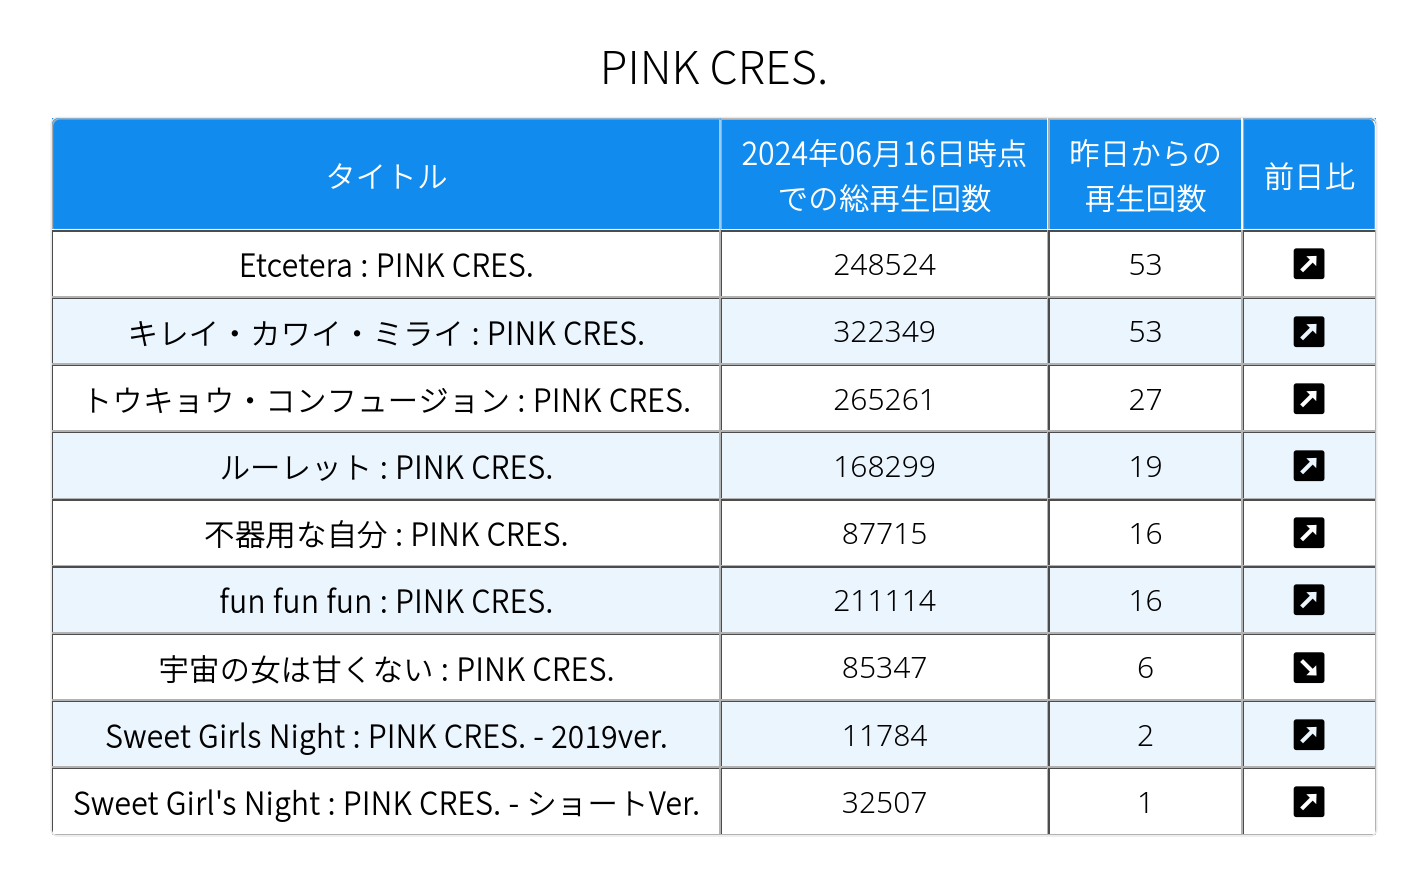 PINK CRES.
タイトル
2024年06月16日時点
での総再生回数
昨日からの
再生回数
前日比
Etcetera : PINK CRES. 248524 53
キレイ・カワイ・ミライ : PINK CRES. 322349 53
トウキョウ・コンフュージョン : PINK CRES. 265261 27
ルーレット : PINK CRES. 168299 19
不器用な自分 : PINK CRES. 87715 16
fun fun fun : PINK CRES. 211114 16
宇宙の女は甘くない : PINK CRES. 85347 6
Sweet Girls Night : PINK CRES. - 2019ver. 11784 2
Sweet Girl's Night : PINK CRES. - ショートVer. 32507 1